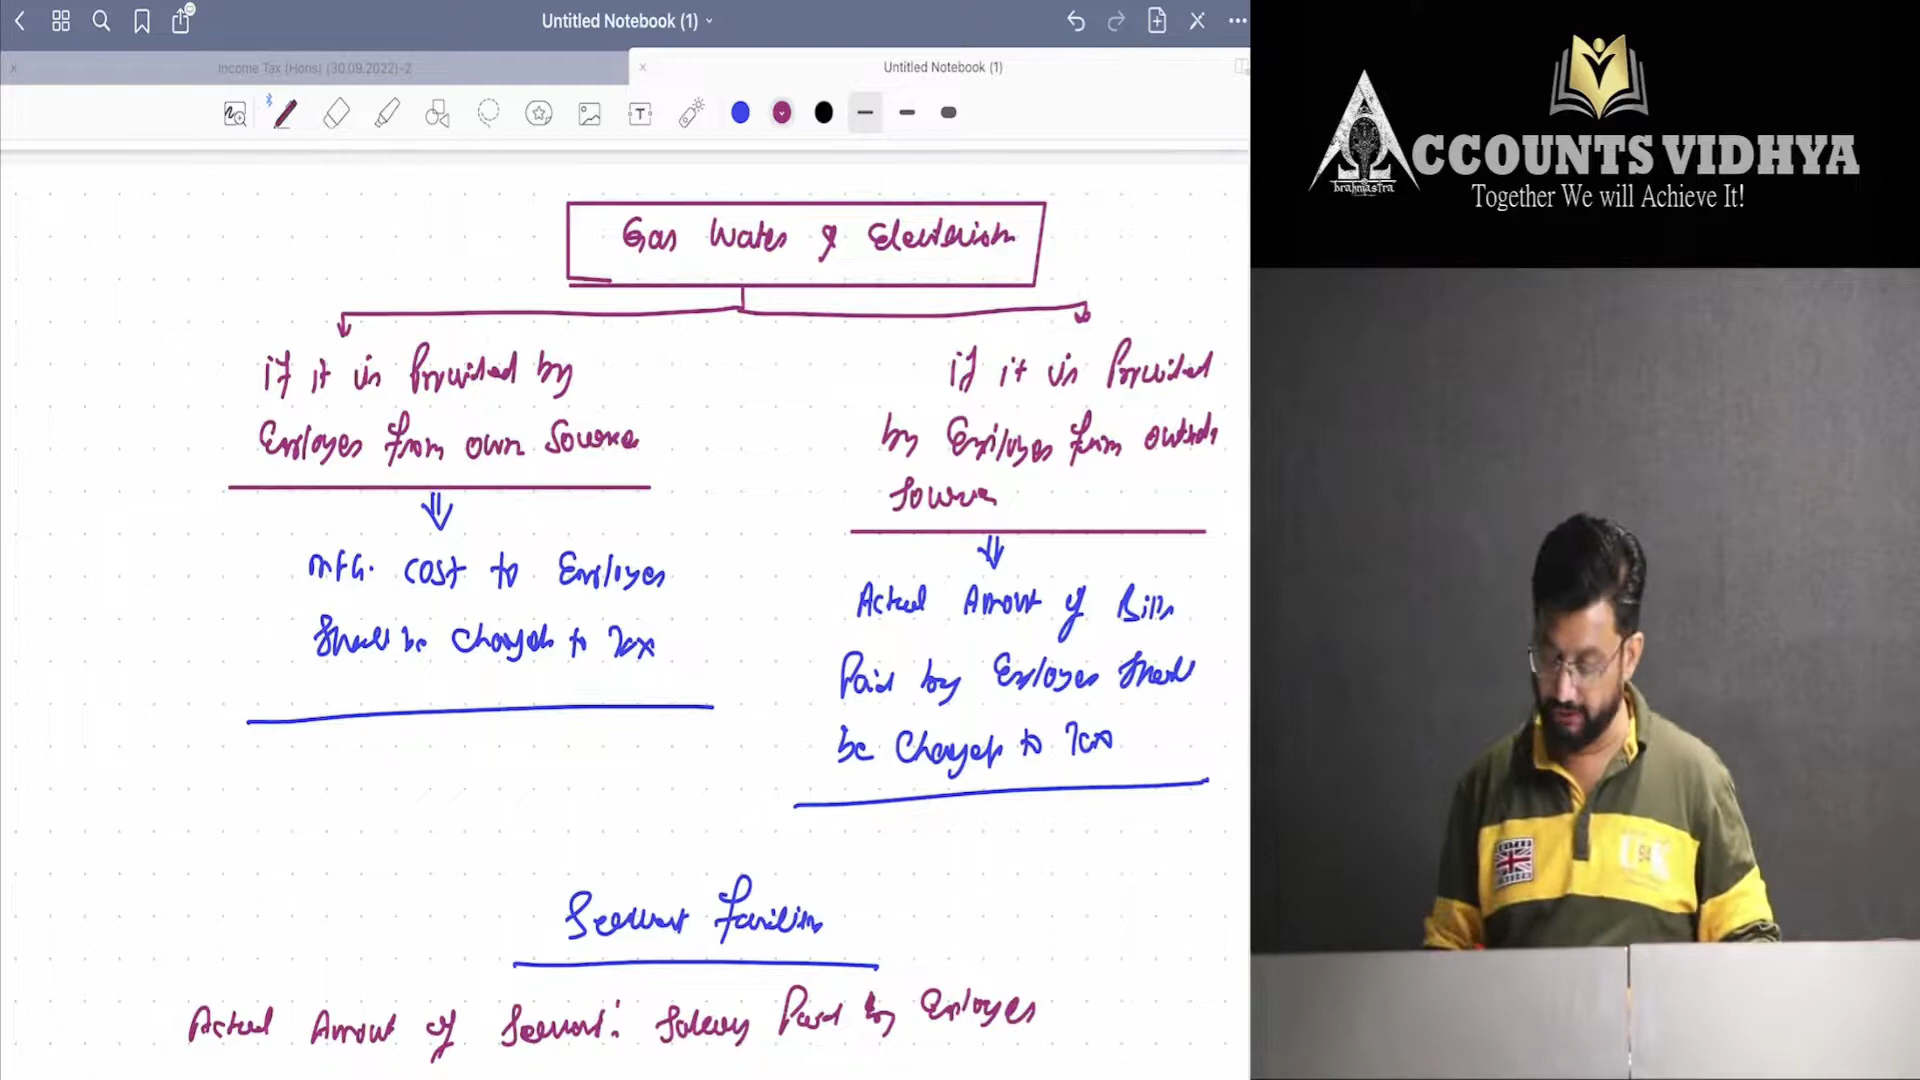 Untitled Notebook (1)
Income Tax (Hons) (30.09.2022)-2
Untitled Notebook (1)
ACCOUNTS VIDHYA
brahmastra
Together We will Achieve It!
Gas Water & Electricity
if it is Provided by
Employer from own Source
if it is Provided
by Employer from outside
Source
MFG. COST to Employer
Shall be Charged to Tax
Actual Amount of Bills
Paid by Employer Shall
be Charged to Tax
Servant Facility
Actual Amount of Servant's Salary Paid by Employer